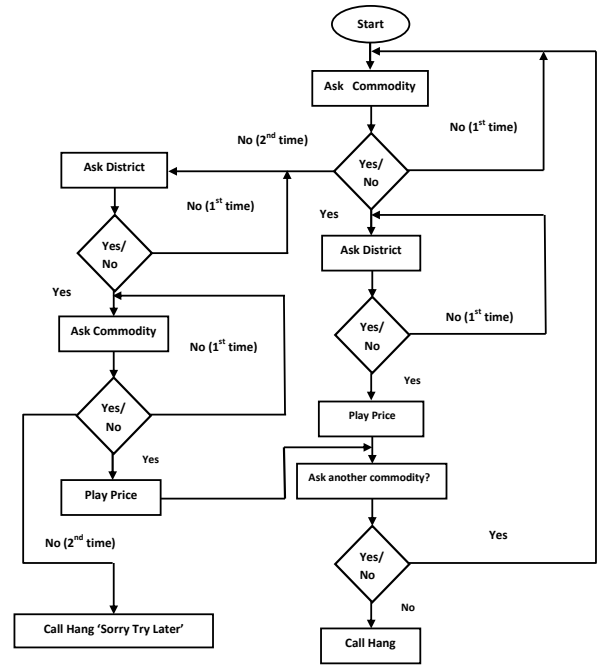 Start
Ask Commodity
No (1st time)
No (2nd time)
Yes/
No
Ask District
No (1st time)
Yes
Yes/
No
Ask District
Yes
Yes/
No
No (1st time)
Ask Commodity
No (1st time)
Yes
Yes/
No
Play Price
Yes
Ask another commodity?
Play Price
No (2nd time)
Yes
Yes/
No
No
Call Hang 'Sorry Try Later'
Call Hang